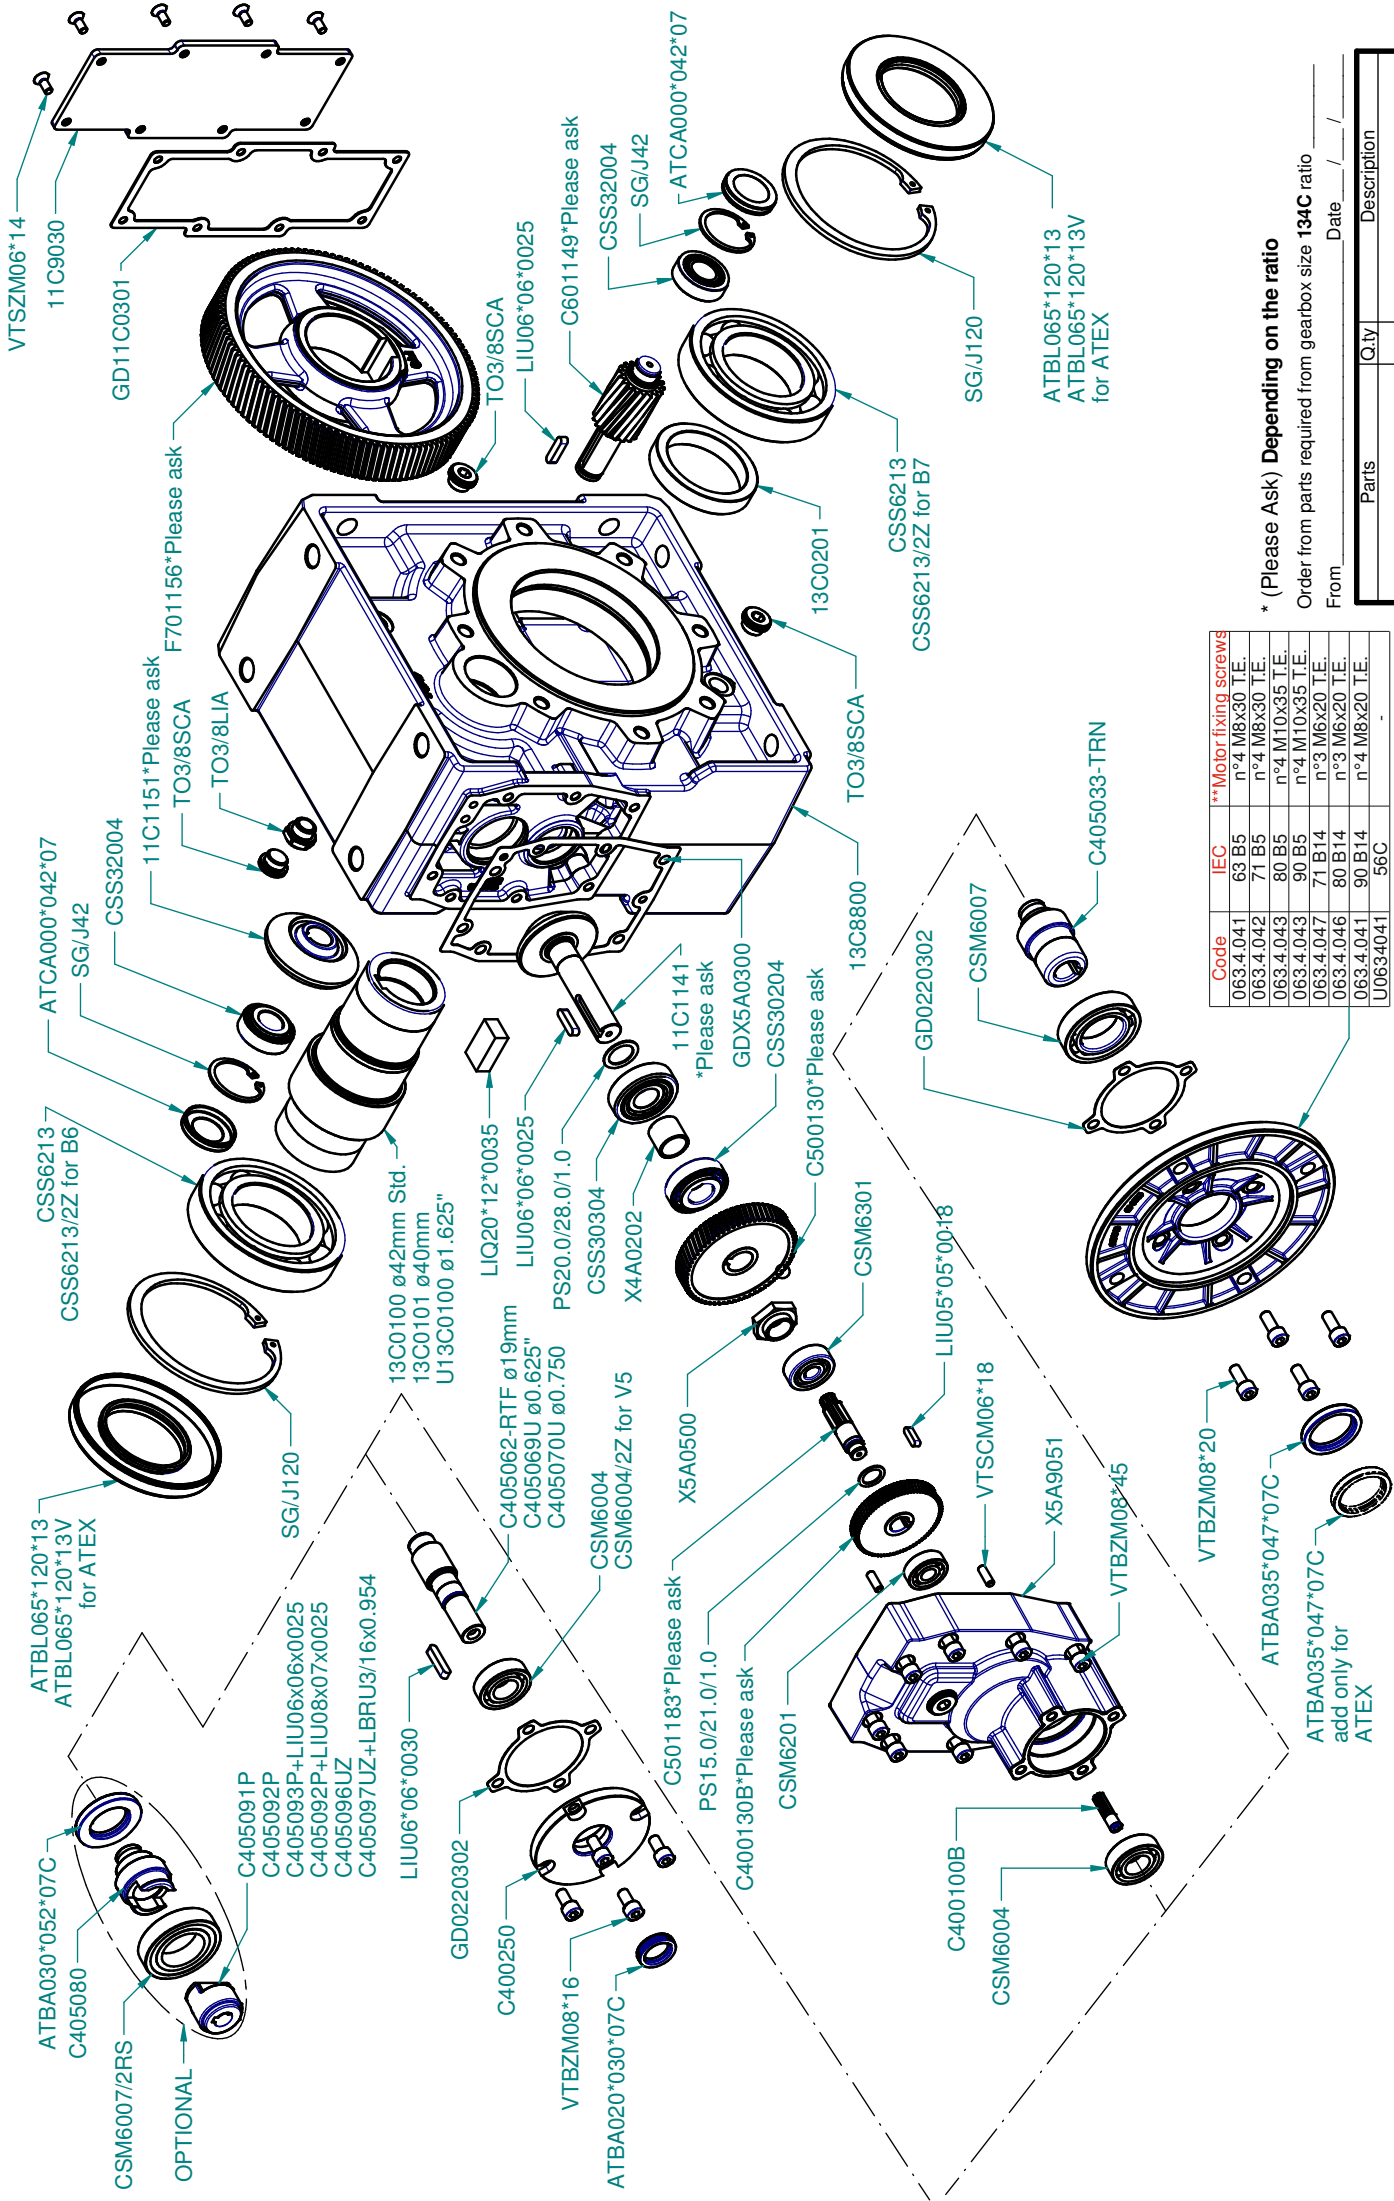 VTSZM06*14
11C9030
GD11C0301
F701156*Please ask
TO3/8SCA
LIU06*06*0025
C601149*Please ask
CSS32004
SG/J42
ATCA000*042*07
ATBL065*120*13
ATBL065*120*13V
for ATEX
SG/J120
CSS6213
CSS6213/2Z for B7
13C0201
TO3/8SCA
13C8800
11C1151*Please ask
TO3/8SCA
TO3/8LIA
ATCA000*042*07
SG/J42
CSS32004
CSS6213
CSS6213/2Z for B6
13C0100 ø42mm Std.
13C0101 ø40mm
U13C0100 ø1.625"
SG/J120
ATBL065*120*13
ATBL065*120*13V
for ATEX
LIQ20*12*0035
LIU06*06*0025
PS20.0/28.0/1.0
CSS30304
X4A0202
11C1141
*Please ask
GDX5A0300
CSS30204
C500130*Please ask
X5A0500
CSM6301
LIU05*05*0018
C501183*Please ask
PS15.0/21.0/1.0
C400130B*Please ask
CSM6201
VTSCM06*18
X5A9051
VTBZM08*45
C400100B
CSM6004
ATBA030*052*07C
C405080
CSM6007/2RS
OPTIONAL
C405091P
C405092P
C405093P+LIU06x06x0025
C405092P+LIU08x07x0025
C405096UZ
C405097UZ+LBRU3/16x0.954
LIU06*06*0030
C405062-RTF ø19mm
C405069U ø0.625"
C405070U ø0.750
CSM6004
CSM6004/2Z for V5
GD0220302
C400250
VTBZM08*16
ATBA020*030*07C
C405033-TRN
CSM6007
GD0220302
VTBZM08*20
ATBA035*047*07C
ATBA035*047*07C
add only for
ATEX
Code IEC **Motor fixing screws
063.4.041 63 B5 n°4 M8x30 T.E.
063.4.042 71 B5 n°4 M8x30 T.E.
063.4.043 80 B5 n°4 M10x35 T.E.
063.4.043 90 B5 n°4 M10x35 T.E.
063.4.047 71 B14 n°3 M6x20 T.E.
063.4.046 80 B14 n°3 M6x20 T.E.
063.4.041 90 B14 n°4 M8x20 T.E.
U0634041 56C -
* (Please Ask) Depending on the ratio
Order from parts required from gearbox size 134C ratio ______
From____________ Date___/___/___
Parts Q.ty Description